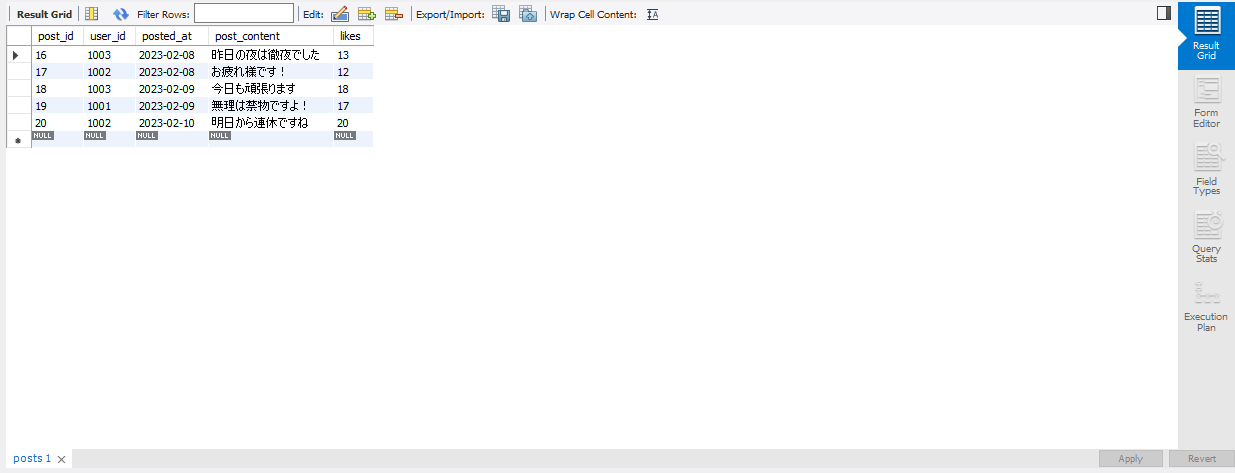 Result Grid Filter Rows: Edit: Export/Import: Wrap Cell Content:
post_id user_id posted_at post_content likes
16 1003 2023-02-08 昨日の夜は徹夜でした 13
17 1002 2023-02-08 お疲れ様です！ 12
18 1003 2023-02-09 今日も頑張ります 18
19 1001 2023-02-09 無理は禁物ですよ！ 17
20 1002 2023-02-10 明日から連休ですね 20
NULL NULL NULL NULL NULL
Result
Grid
Form
Editor
Field
Types
Query
Stats
Execution
Plan
posts 1
Apply Revert